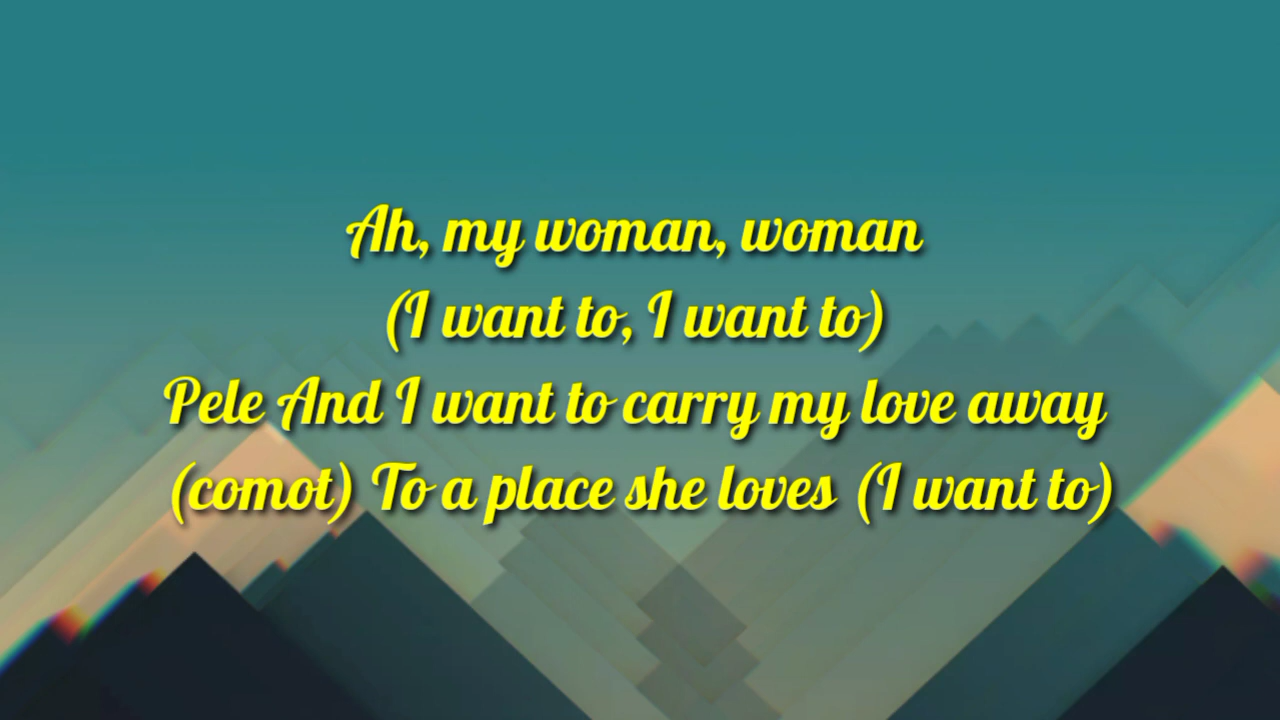 Ah, my woman, woman
(I want to, I want to)
Pele And I want to carry my love away
(comot) To a place she loves (I want to)